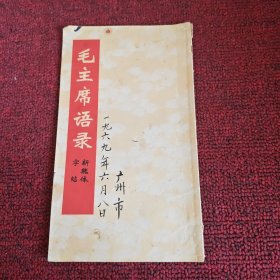 毛主席语录
新魏体
字帖
一九六九年六月八日
广州市